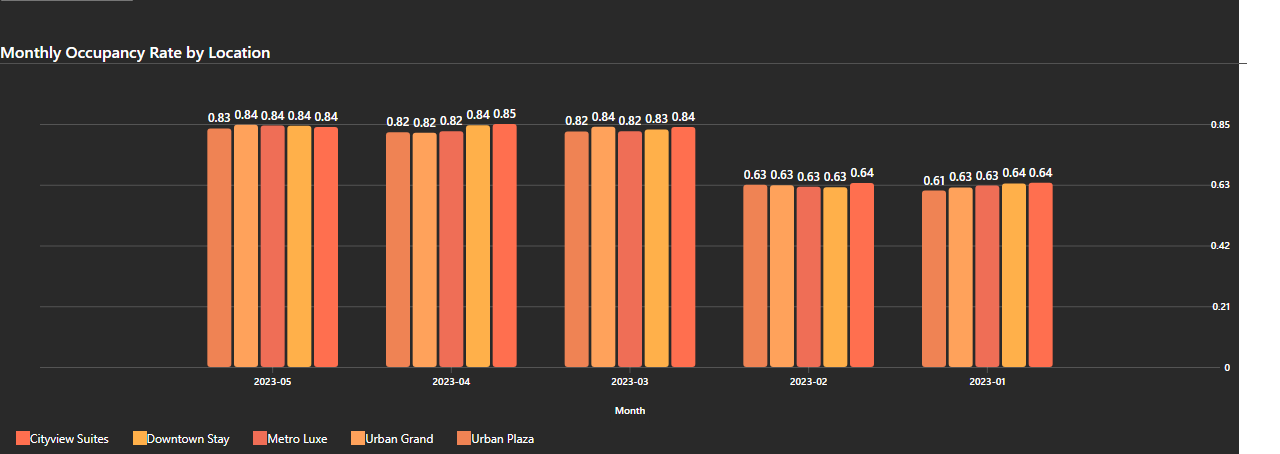 Monthly Occupancy Rate by Location
0.83 0.84 0.84 0.84 0.84 0.82 0.82 0.82 0.84 0.85 0.82 0.84 0.82 0.83 0.84 0.63 0.63 0.63 0.63 0.64 0.61 0.63 0.63 0.64 0.64
0.85
0.63
0.42
0.21
0
2023-05 2023-04 2023-03 2023-02 2023-01
Month
Cityview Suites Downtown Stay Metro Luxe Urban Grand Urban Plaza